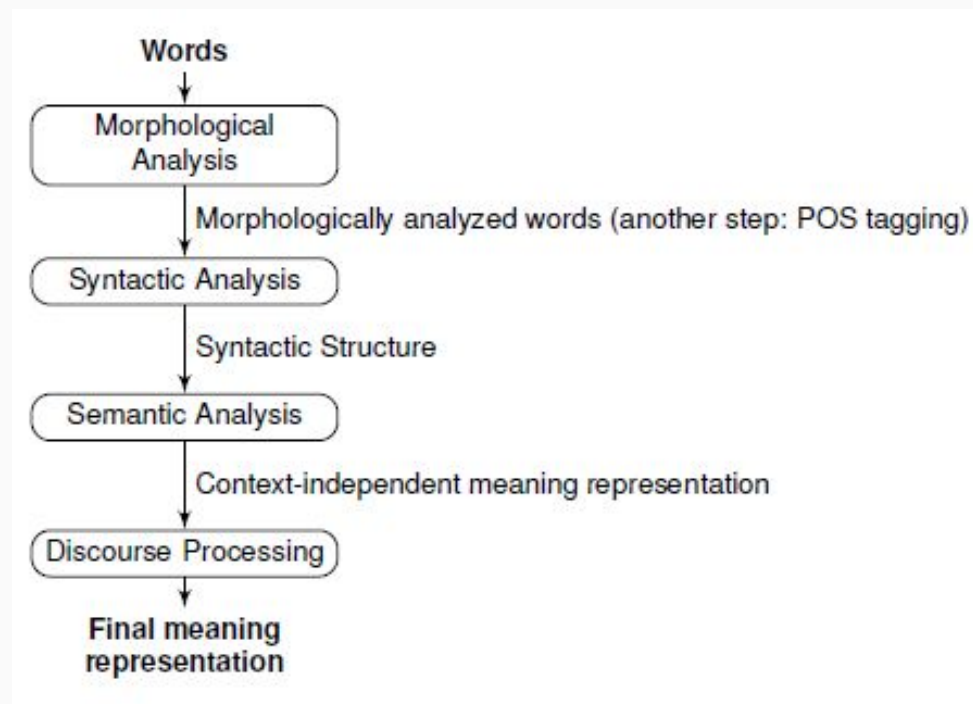 Words
Morphological
Analysis
Morphologically analyzed words (another step: POS tagging)
Syntactic Analysis
Syntactic Structure
Semantic Analysis
Context-independent meaning representation
Discourse Processing
Final meaning
representation